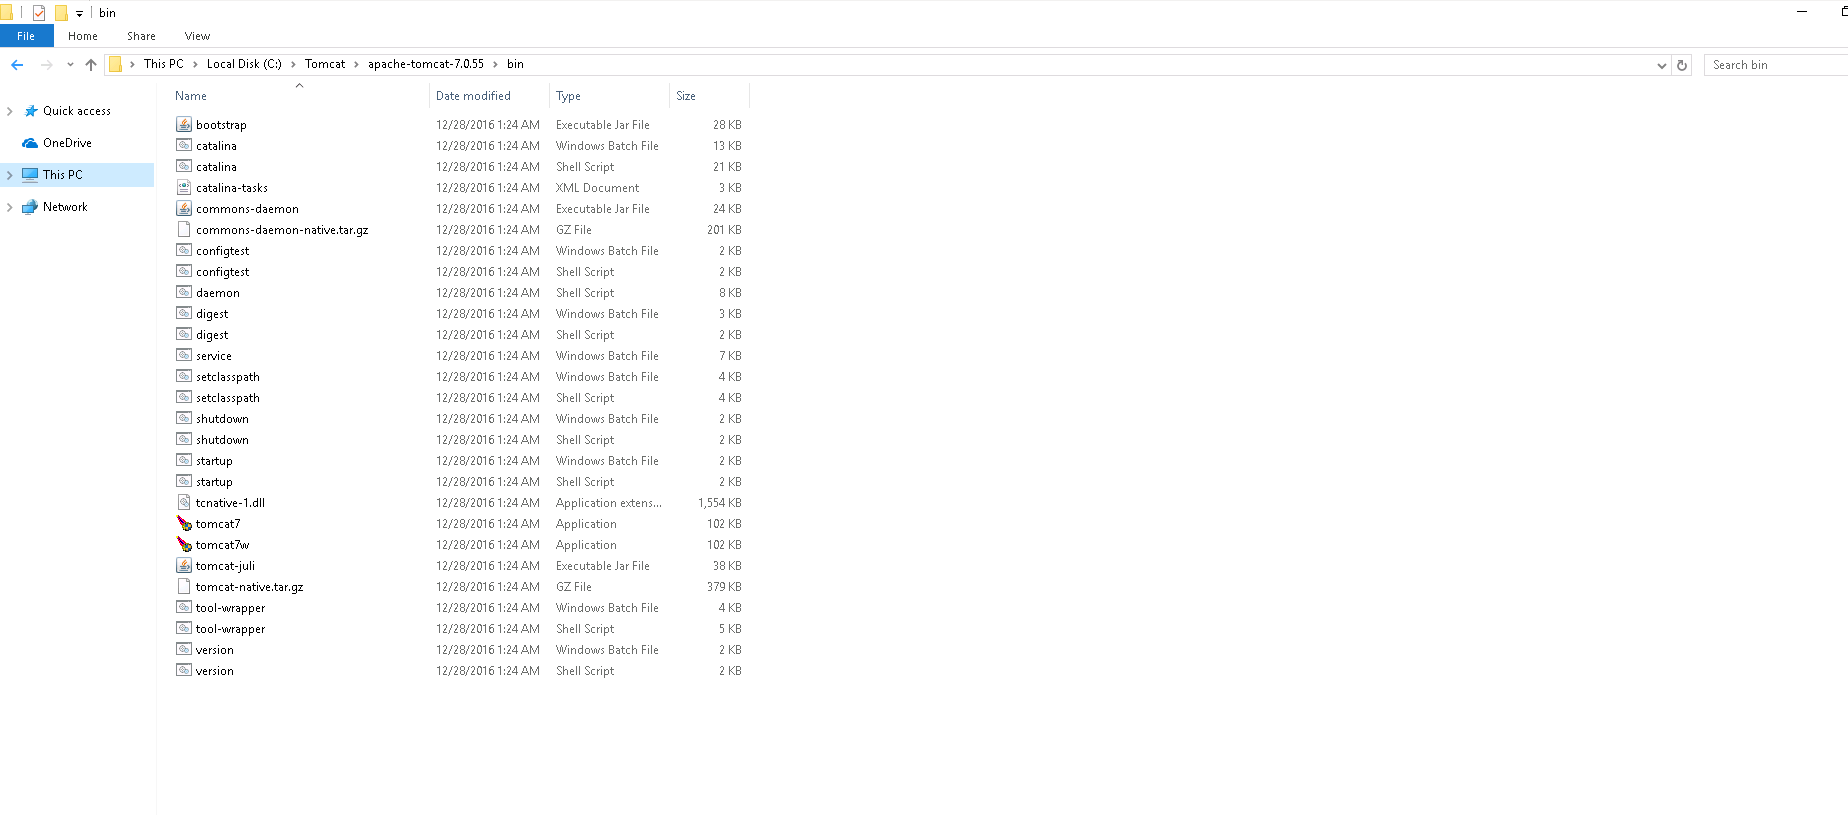 bin
File Home Share View
This PC Local Disk (C:) Tomcat apache-tomcat-7.0.55 bin Search bin
Name Date modified Type Size
Quick access
OneDrive
This PC
Network
bootstrap 12/28/2016 1:24 AM Executable Jar File 28 KB
catalina 12/28/2016 1:24 AM Windows Batch File 13 KB
catalina 12/28/2016 1:24 AM Shell Script 21 KB
catalina-tasks 12/28/2016 1:24 AM XML Document 3 KB
commons-daemon 12/28/2016 1:24 AM Executable Jar File 24 KB
commons-daemon-native.tar.gz 12/28/2016 1:24 AM GZ File 201 KB
configtest 12/28/2016 1:24 AM Windows Batch File 2 KB
configtest 12/28/2016 1:24 AM Shell Script 2 KB
daemon 12/28/2016 1:24 AM Shell Script 8 KB
digest 12/28/2016 1:24 AM Windows Batch File 3 KB
digest 12/28/2016 1:24 AM Shell Script 2 KB
service 12/28/2016 1:24 AM Windows Batch File 7 KB
setclasspath 12/28/2016 1:24 AM Windows Batch File 4 KB
setclasspath 12/28/2016 1:24 AM Shell Script 4 KB
shutdown 12/28/2016 1:24 AM Windows Batch File 2 KB
shutdown 12/28/2016 1:24 AM Shell Script 2 KB
startup 12/28/2016 1:24 AM Windows Batch File 2 KB
startup 12/28/2016 1:24 AM Shell Script 2 KB
tcnative-1.dll 12/28/2016 1:24 AM Application extens... 1,554 KB
tomcat7 12/28/2016 1:24 AM Application 102 KB
tomcat7w 12/28/2016 1:24 AM Application 102 KB
tomcat-juli 12/28/2016 1:24 AM Executable Jar File 38 KB
tomcat-native.tar.gz 12/28/2016 1:24 AM GZ File 379 KB
tool-wrapper 12/28/2016 1:24 AM Windows Batch File 4 KB
tool-wrapper 12/28/2016 1:24 AM Shell Script 5 KB
version 12/28/2016 1:24 AM Windows Batch File 2 KB
version 12/28/2016 1:24 AM Shell Script 2 KB